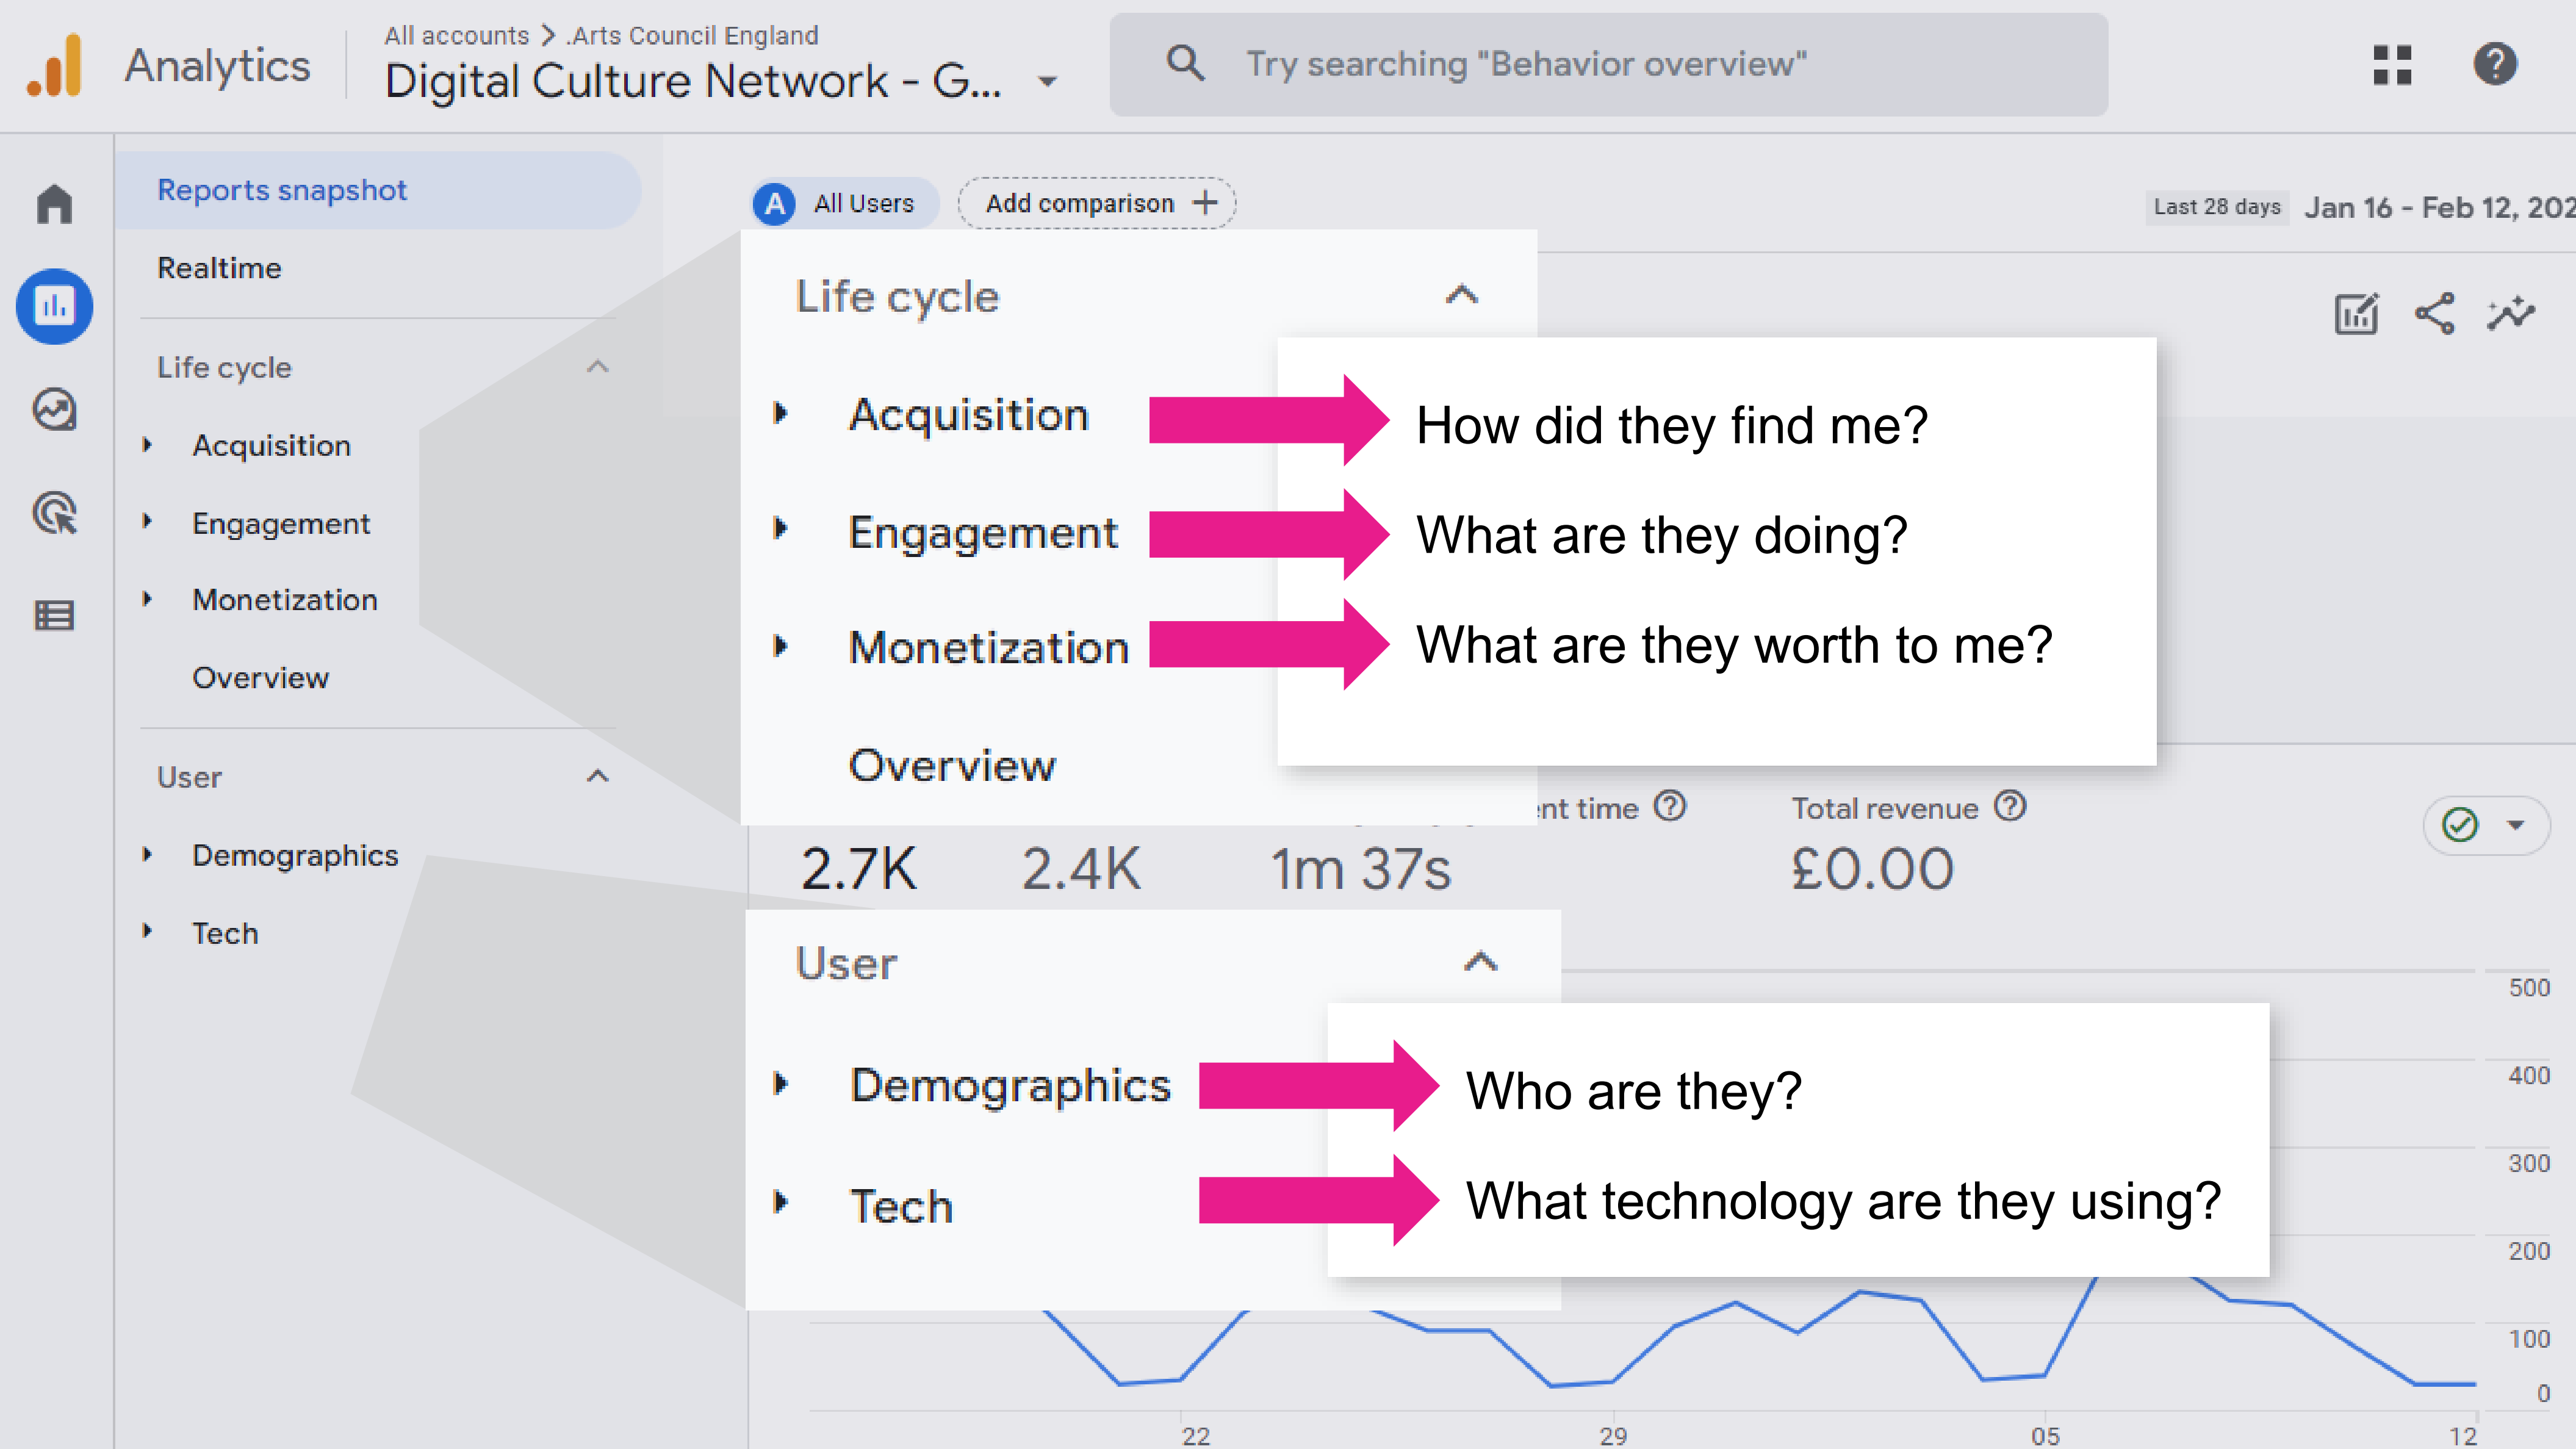 Analytics
All accounts > .Arts Council England
Digital Culture Network - G...
Try searching "Behavior overview"
Reports snapshot
Realtime
Life cycle
Acquisition
Engagement
Monetization
Overview
User
Demographics
Tech
A All Users
Add comparison +
Last 28 days Jan 16 - Feb 12, 202
Life cycle
Acquisition How did they find me?
Engagement What are they doing?
Monetization What are they worth to me?
Overview
time
Total revenue
2.7K 2.4K 1m 37s £0.00
User
Demographics Who are they?
Tech What technology are they using?
500
400
300
200
100
0
22 29 05 12